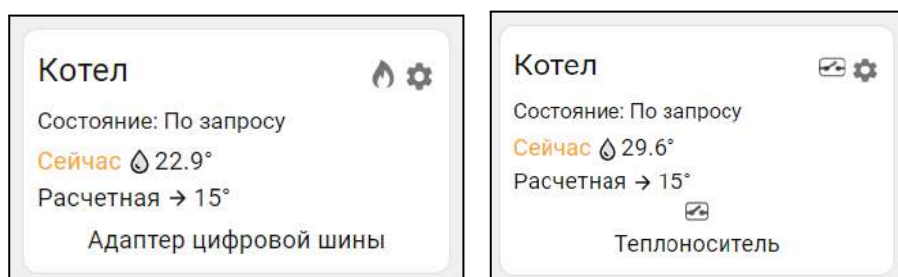 Котел
Состояние: По запросу
Сейчас 22.9°
Расчетная → 15°
Адаптер цифровой шины
Котел
Состояние: По запросу
Сейчас 29.6°
Расчетная → 15°
Теплоноситель